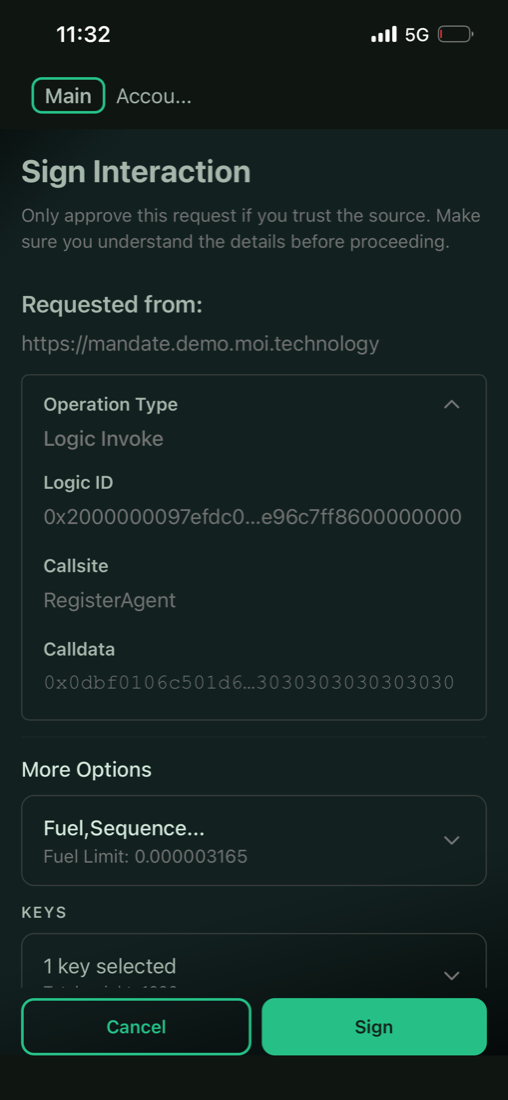 11:32
5G
Main Accou...
Sign Interaction
Only approve this request if you trust the source. Make
sure you understand the details before proceeding.
Requested from:
https://mandate.demo.moi.technology
Operation Type
Logic Invoke
Logic ID
0x2000000097efdc0...e96c7ff8600000000
Callsite
RegisterAgent
Calldata
0x0dbf0106c501d6…3030303030303030
More Options
Fuel,Sequence...
Fuel Limit: 0.000003165
KEYS
1 key selected
Cancel
Sign